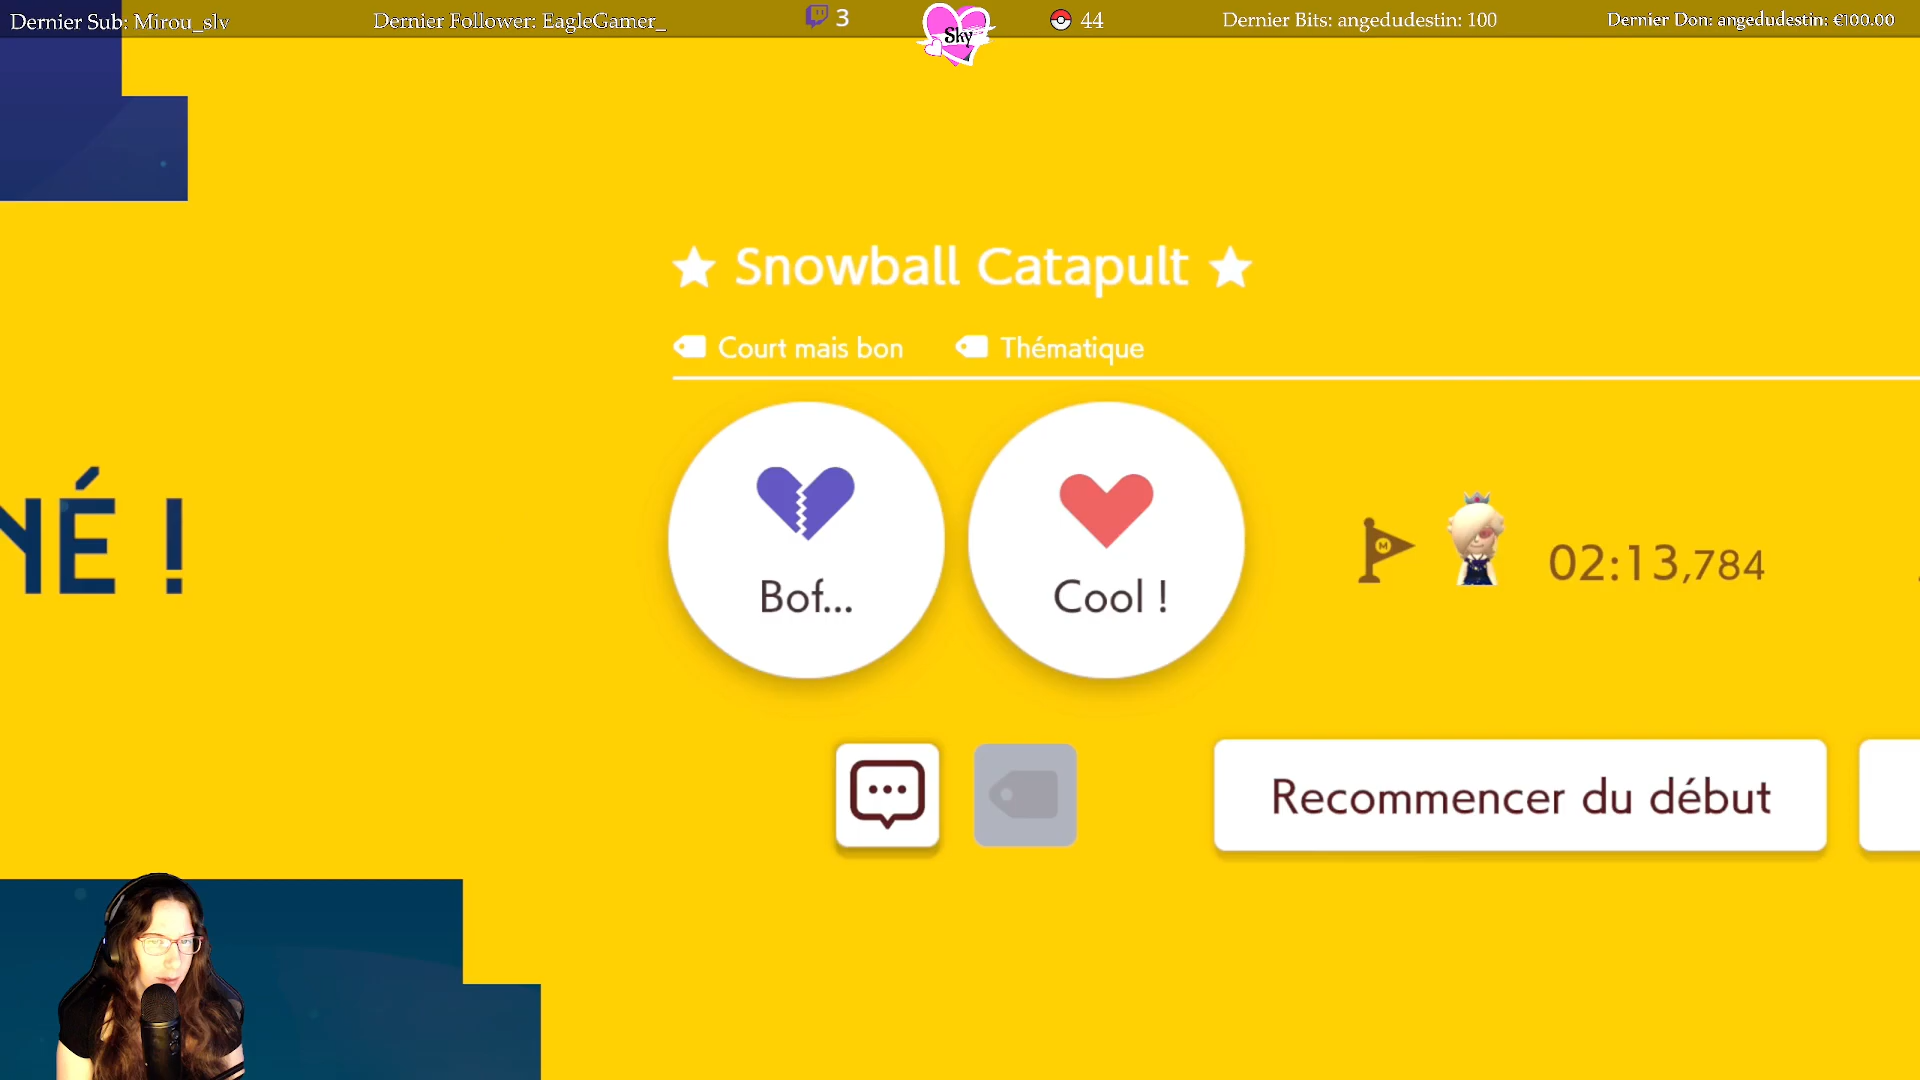 Dernier Sub: Mirou_slv
Dernier Follower: EagleGamer_
3
Sky
44
Dernier Bits: angedudestin: 100
Dernier Don: angedudestin: €100.00
Snowball Catapult
Court mais bon
Thématique
NÉ !
Bof...
Cool !
M
02:13,784
Recommencer du début